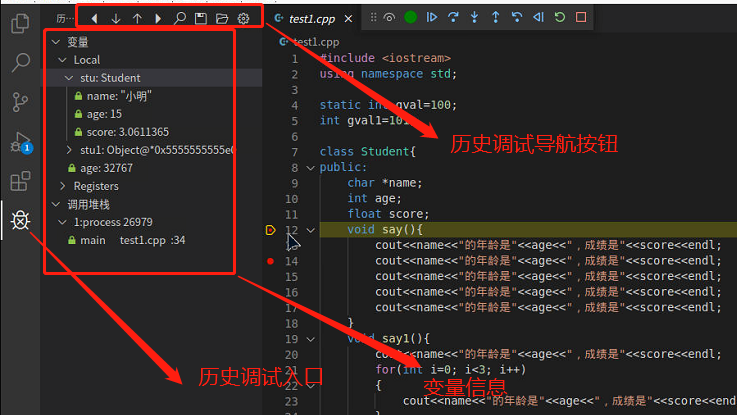 历···
test1.cpp
test1.cpp
变量
Local
stu: Student
name: "小明"
age: 15
score: 3.0611365
stu1: Object@*0x5555555555e0
age: 32767
Registers
调用堆栈
1:process 26979
main test1.cpp :34
1
1 #include <iostream>
2 using namespace std;
3
4 static int gval=100;
5 int gval1=101
6
7 class Student{
8 public:
9 char *name;
10 int age;
11 float score;
12 void say(){
cout<<name<<"的年龄是"<<age<<"，成绩是"<<score<<endl;
14 cout<<name<<"的年龄是"<<age<<"，成绩是"<<score<<endl;
15 cout<<name<<"的年龄是"<<age<<"，成绩是"<<score<<endl;
16 cout<<name<<"的年龄是"<<age<<"，成绩是"<<score<<endl;
17 cout<<name<<"的年龄是"<<age<<"，成绩是"<<score<<endl;
18 }
19 void say1(){
20 cout<<name<<"的年龄是"<<age<<"，成绩是"<<score<<endl;
21 for(int i=0; i<3; i++)
22 {
23 cout<<name<<"的年龄是"<<age<<"，成绩是"<<score<<end
24 }
历史调试导航按钮
历史调试入口
变量信息